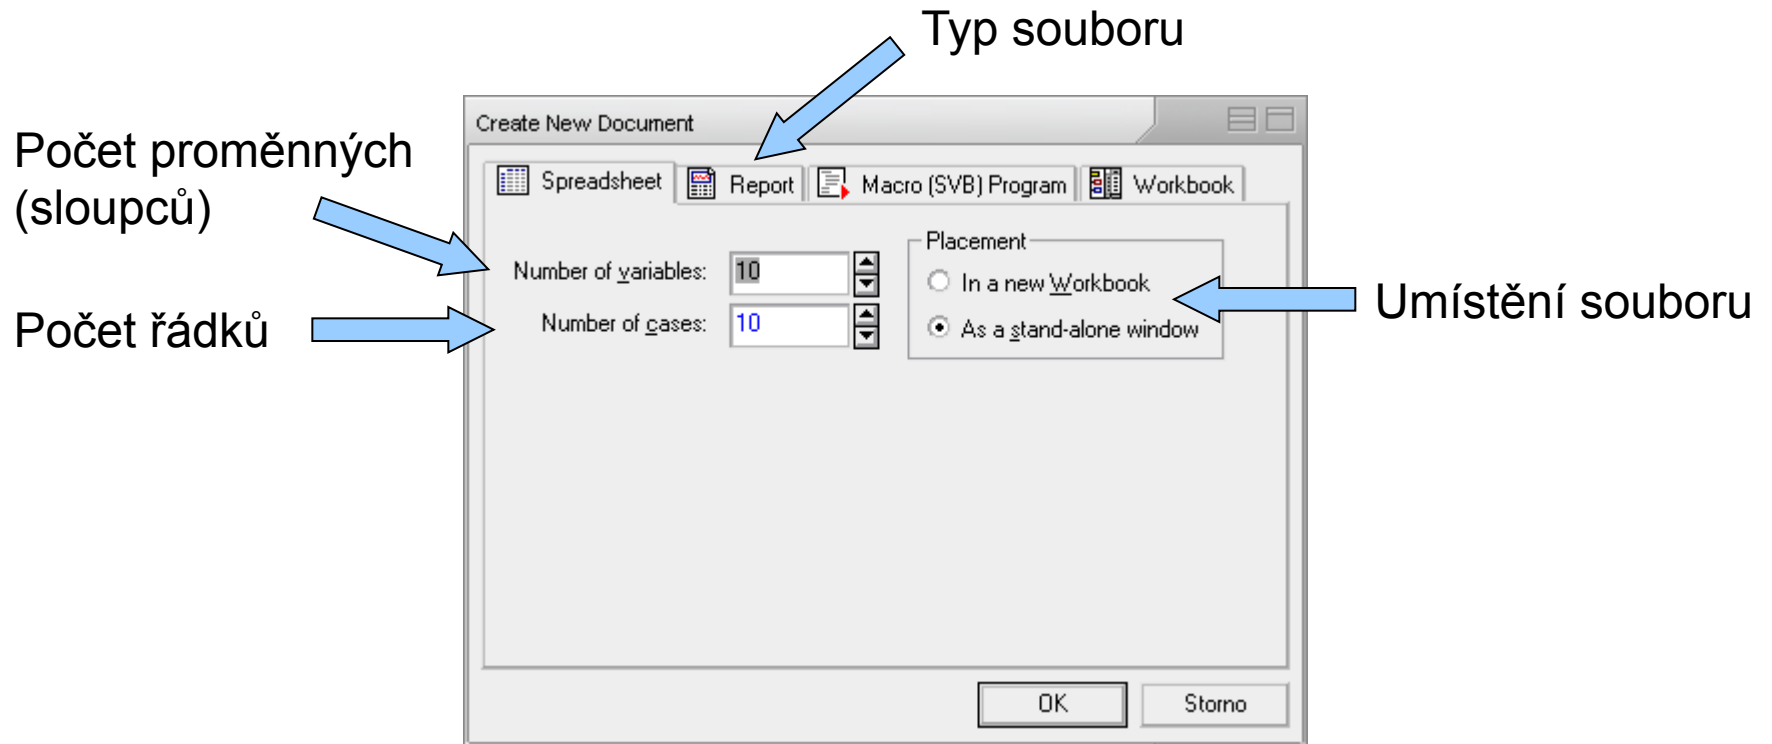 Typ souboru
Create New Document
Počet proměnných
(sloupců)
Spreadsheet
Report
Macro (SVB) Program
Workbook
Placement
Number of variables: 10
In a new Workbook
Umístění souboru
Počet řádků
Number of cases: 10
As a stand-alone window
OK
Storno